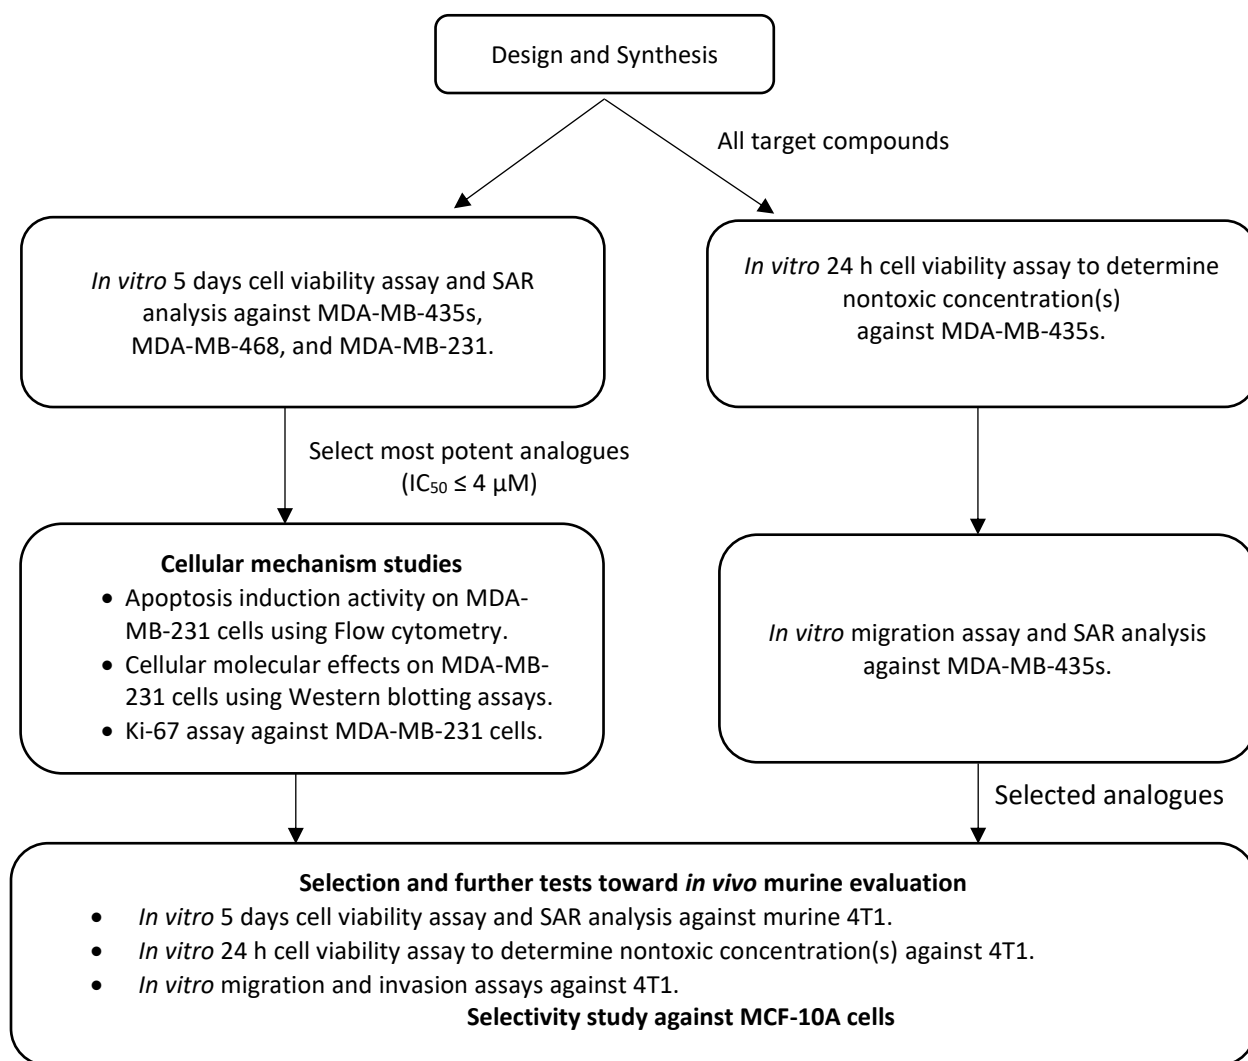 Design and Synthesis
All target compounds
In vitro 5 days cell viability assay and SAR
analysis against MDA-MB-435s,
MDA-MB-468, and MDA-MB-231.
In vitro 24 h cell viability assay to determine
nontoxic concentration(s)
against MDA-MB-435s.
Select most potent analogues
(IC₅₀ ≤ 4 µM)
Cellular mechanism studies
• Apoptosis induction activity on MDA-
MB-231 cells using Flow cytometry.
• Cellular molecular effects on MDA-MB-
231 cells using Western blotting assays.
• Ki-67 assay against MDA-MB-231 cells.
In vitro migration assay and SAR analysis
against MDA-MB-435s.
Selected analogues
Selection and further tests toward in vivo murine evaluation
• In vitro 5 days cell viability assay and SAR analysis against murine 4T1.
• In vitro 24 h cell viability assay to determine nontoxic concentration(s) against 4T1.
• In vitro migration and invasion assays against 4T1.
Selectivity study against MCF-10A cells